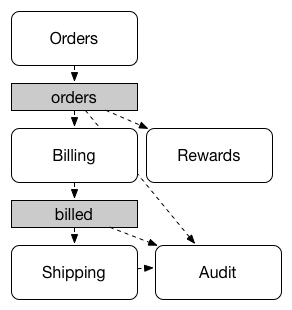 Orders
orders
Billing
Rewards
billed
Shipping
Audit